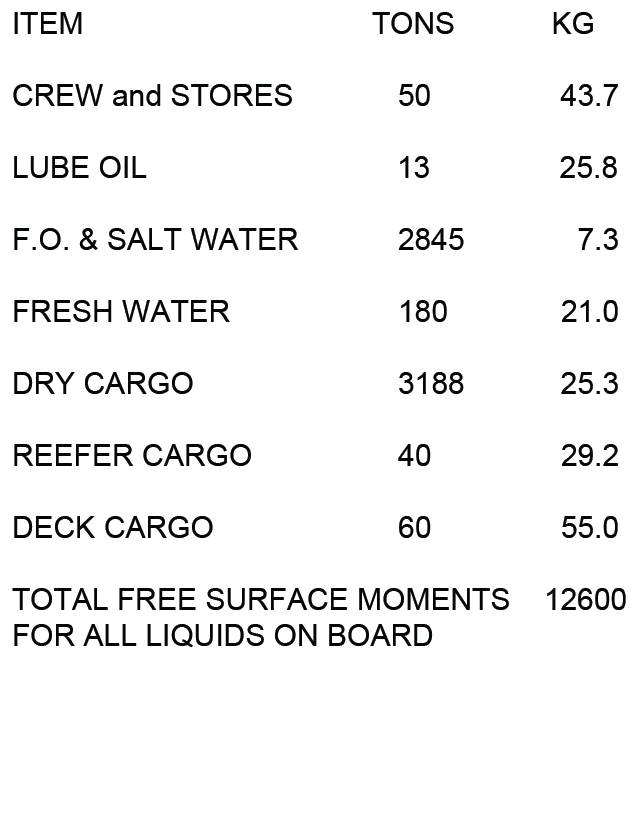 ITEM TONS KG
CREW and STORES 50 43.7
LUBE OIL 13 25.8
F.O. & SALT WATER 2845 7.3
FRESH WATER 180 21.0
DRY CARGO 3188 25.3
REEFER CARGO 40 29.2
DECK CARGO 60 55.0
TOTAL FREE SURFACE MOMENTS 12600
FOR ALL LIQUIDS ON BOARD